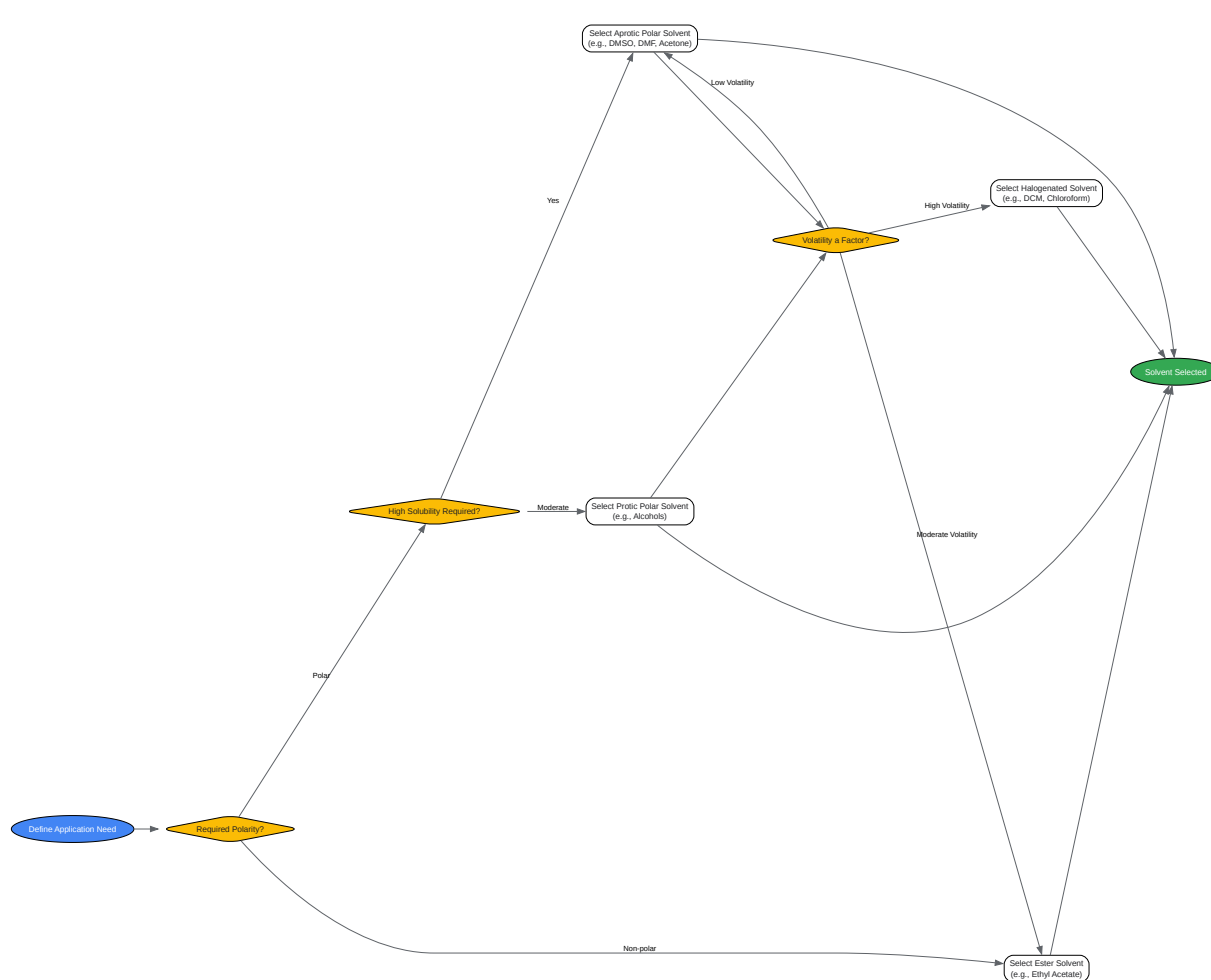 Select Aprotic Polar Solvent
(e.g., DMSO, DMF, Acetone)
Low Volatility
Yes
Select Halogenated Solvent
(e.g., DCM, Chloroform)
High Volatility
Volatility a Factor?
Solvent Selected
High Solubility Required?
Moderate
Select Protic Polar Solvent
(e.g., Alcohols)
Moderate Volatility
Polar
Define Application Need
Required Polarity?
Non-polar
Select Ester Solvent
(e.g., Ethyl Acetate)